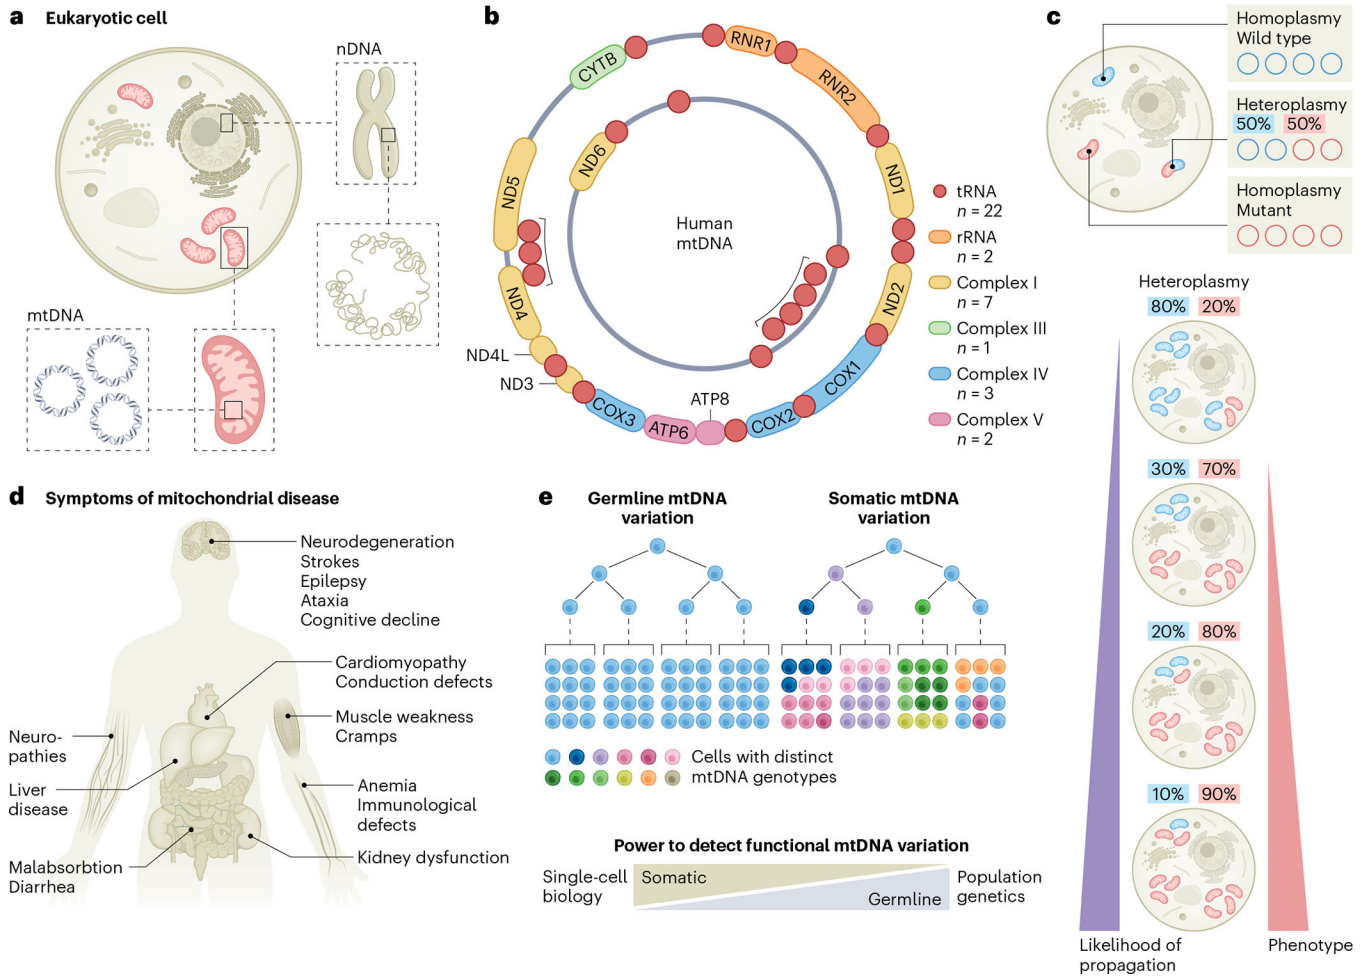 a Eukaryotic cell
nDNA
mtDNA
b
CYTB
RNR1
RNR2
ND1
ND2
COX1
COX2
ATP8
ATP6
COX3
ND3
ND4L
ND4
ND5
ND6
Human
mtDNA
tRNA
n = 22
rRNA
n = 2
Complex I
n = 7
Complex III
n = 1
Complex IV
n = 3
Complex V
n = 2
c
Homoplasmy
Wild type
Heteroplasmy
50% 50%
Homoplasmy
Mutant
Heteroplasmy
80% 20%
30% 70%
20% 80%
10% 90%
Likelihood of
propagation
Phenotype
d Symptoms of mitochondrial disease
Neurodegeneration
Strokes
Epilepsy
Ataxia
Cognitive decline
Cardiomyopathy
Conduction defects
Muscle weakness
Cramps
Neuro-
pathies
Liver
disease
Anemia
Immunological
defects
Kidney dysfunction
Malabsorbtion
Diarrhea
e
Germline mtDNA
variation
Somatic mtDNA
variation
Cells with distinct
mtDNA genotypes
Power to detect functional mtDNA variation
Single-cell
biology
Somatic
Germline
Population
genetics